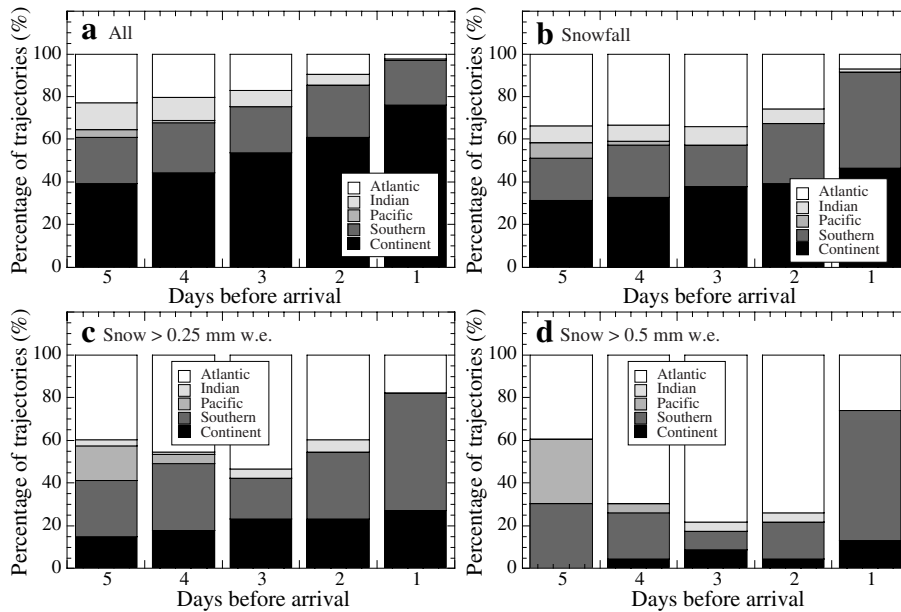 a All
Percentage of trajectories (%)
100
80
60
40
20
0
Atlantic
Indian
Pacific
Southern
Continent
5 4 3 2 1
Days before arrival
b Snowfall
Percentage of trajectories (%)
100
80
60
40
20
0
Atlantic
Indian
Pacific
Southern
Continent
5 4 3 2 1
Days before arrival
c Snow > 0.25 mm w.e.
Percentage of trajectories (%)
100
80
60
40
20
0
Atlantic
Indian
Pacific
Southern
Continent
5 4 3 2 1
Days before arrival
d Snow > 0.5 mm w.e.
Percentage of trajectories (%)
100
80
60
40
20
0
Atlantic
Indian
Pacific
Southern
Continent
5 4 3 2 1
Days before arrival